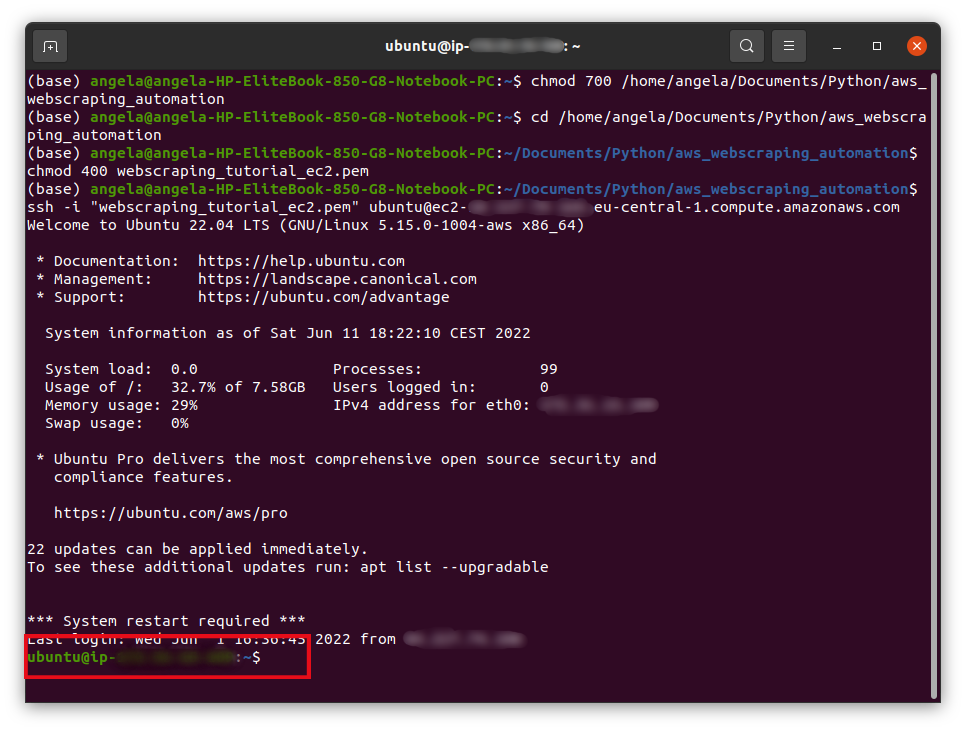 ubuntu@ip-: ~
(base) angela@angela-HP-EliteBook-850-G8-Notebook-PC:~$ chmod 700 /home/angela/Documents/Python/aws_
webscraping_automation
(base) angela@angela-HP-EliteBook-850-G8-Notebook-PC:~$ cd /home/angela/Documents/Python/aws_webscra
ping_automation
(base) angela@angela-HP-EliteBook-850-G8-Notebook-PC:~/Documents/Python/aws_webscraping_automation$
chmod 400 webscraping_tutorial_ec2.pem
(base) angela@angela-HP-EliteBook-850-G8-Notebook-PC:~/Documents/Python/aws_webscraping_automation$
ssh -i "webscraping_tutorial_ec2.pem" ubuntu@ec2- eu-central-1.compute.amazonaws.com
Welcome to Ubuntu 22.04 LTS (GNU/Linux 5.15.0-1004-aws x86_64)
* Documentation: https://help.ubuntu.com
* Management: https://landscape.canonical.com
* Support: https://ubuntu.com/advantage
System information as of Sat Jun 11 18:22:10 CEST 2022
System load: 0.0 Processes: 99
Usage of /: 32.7% of 7.58GB Users logged in: 0
Memory usage: 29% IPv4 address for eth0:
Swap usage: 0%
* Ubuntu Pro delivers the most comprehensive open source security and
compliance features.
https://ubuntu.com/aws/pro
22 updates can be applied immediately.
To see these additional updates run: apt list --upgradable
*** System restart required ***
Last login: Wed Jun 1 16:36:45 2022 from
ubuntu@ip- :~$